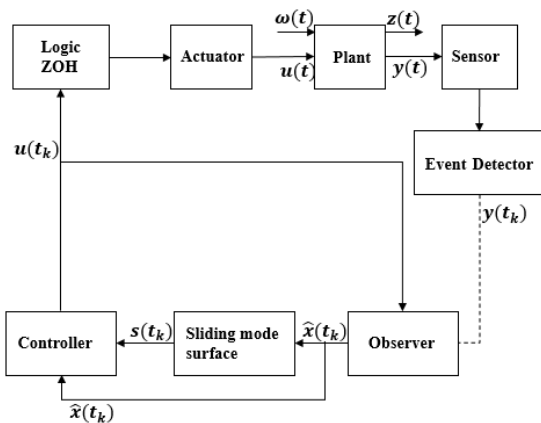 Logic
ZOH
Actuator
ω(t)
u(t)
Plant
z(t)
y(t)
Sensor
u(t_k)
Event Detector
y(t_k)
Controller
s(t_k)
Sliding mode
surface
x̂(t_k)
Observer
x̂(t_k)